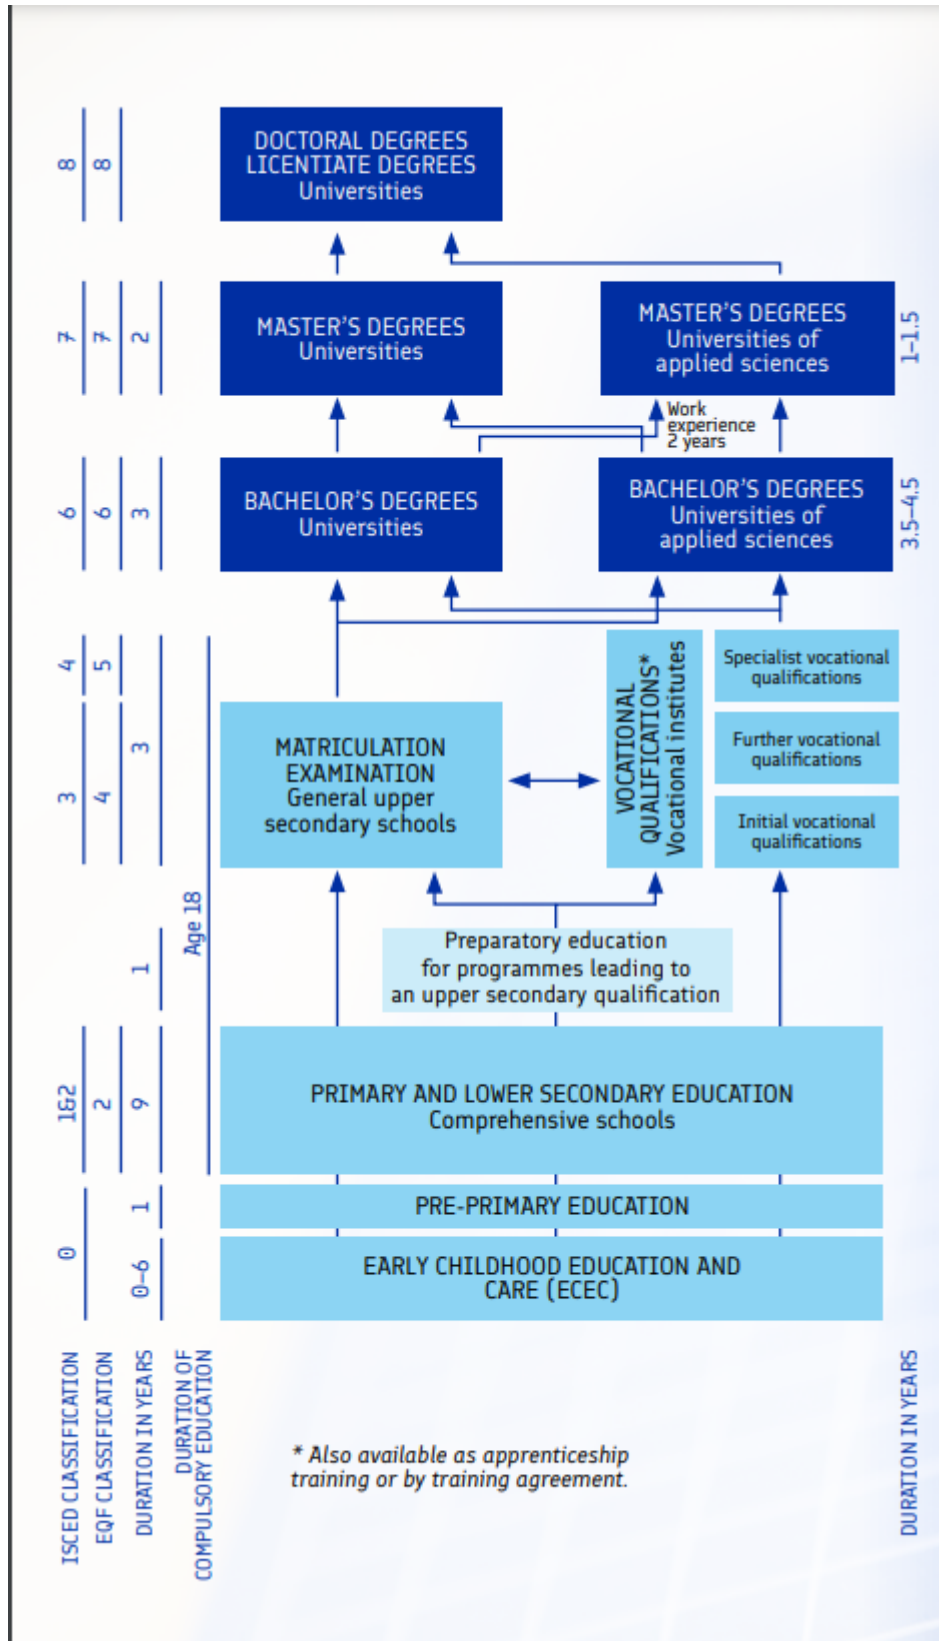 DOCTORAL DEGREES
LICENTIATE DEGREES
Universities
8
8
MASTER'S DEGREES
Universities
MASTER'S DEGREES
Universities of
applied sciences
7
7
2
1–1.5
Work
experience
2 years
BACHELOR'S DEGREES
Universities
BACHELOR'S DEGREES
Universities of
applied sciences
6
6
3
3.5–4.5
4
5
3
4
3
MATRICULATION
EXAMINATION
General upper
secondary schools
VOCATIONAL
QUALIFICATIONS*
Vocational institutes
Specialist vocational
qualifications
Further vocational
qualifications
Initial vocational
qualifications
Age 18
1
Preparatory education
for programmes leading to
an upper secondary qualification
1&2
2
9
PRIMARY AND LOWER SECONDARY EDUCATION
Comprehensive schools
0
1
PRE-PRIMARY EDUCATION
0–6
EARLY CHILDHOOD EDUCATION AND
CARE (ECEC)
ISCED CLASSIFICATION
EQF CLASSIFICATION
DURATION IN YEARS
DURATION OF
COMPULSORY EDUCATION
DURATION IN YEARS
* Also available as apprenticeship
training or by training agreement.